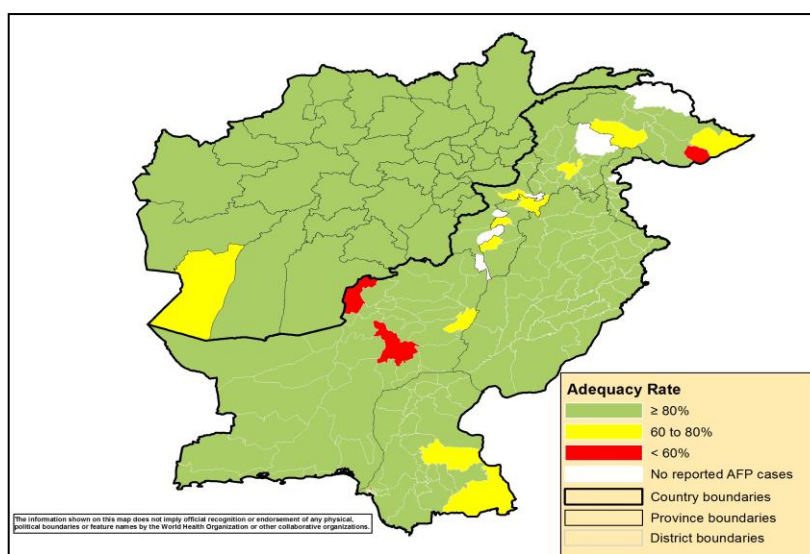 Adequacy Rate
≥ 80%
60 to 80%
< 60%
No reported AFP cases
Country boundaries
Province boundaries
District boundaries
The information shown on this map does not imply official recognition or endorsement of any physical,
political boundaries or feature names by the World Health Organization or other collaborative organizations.